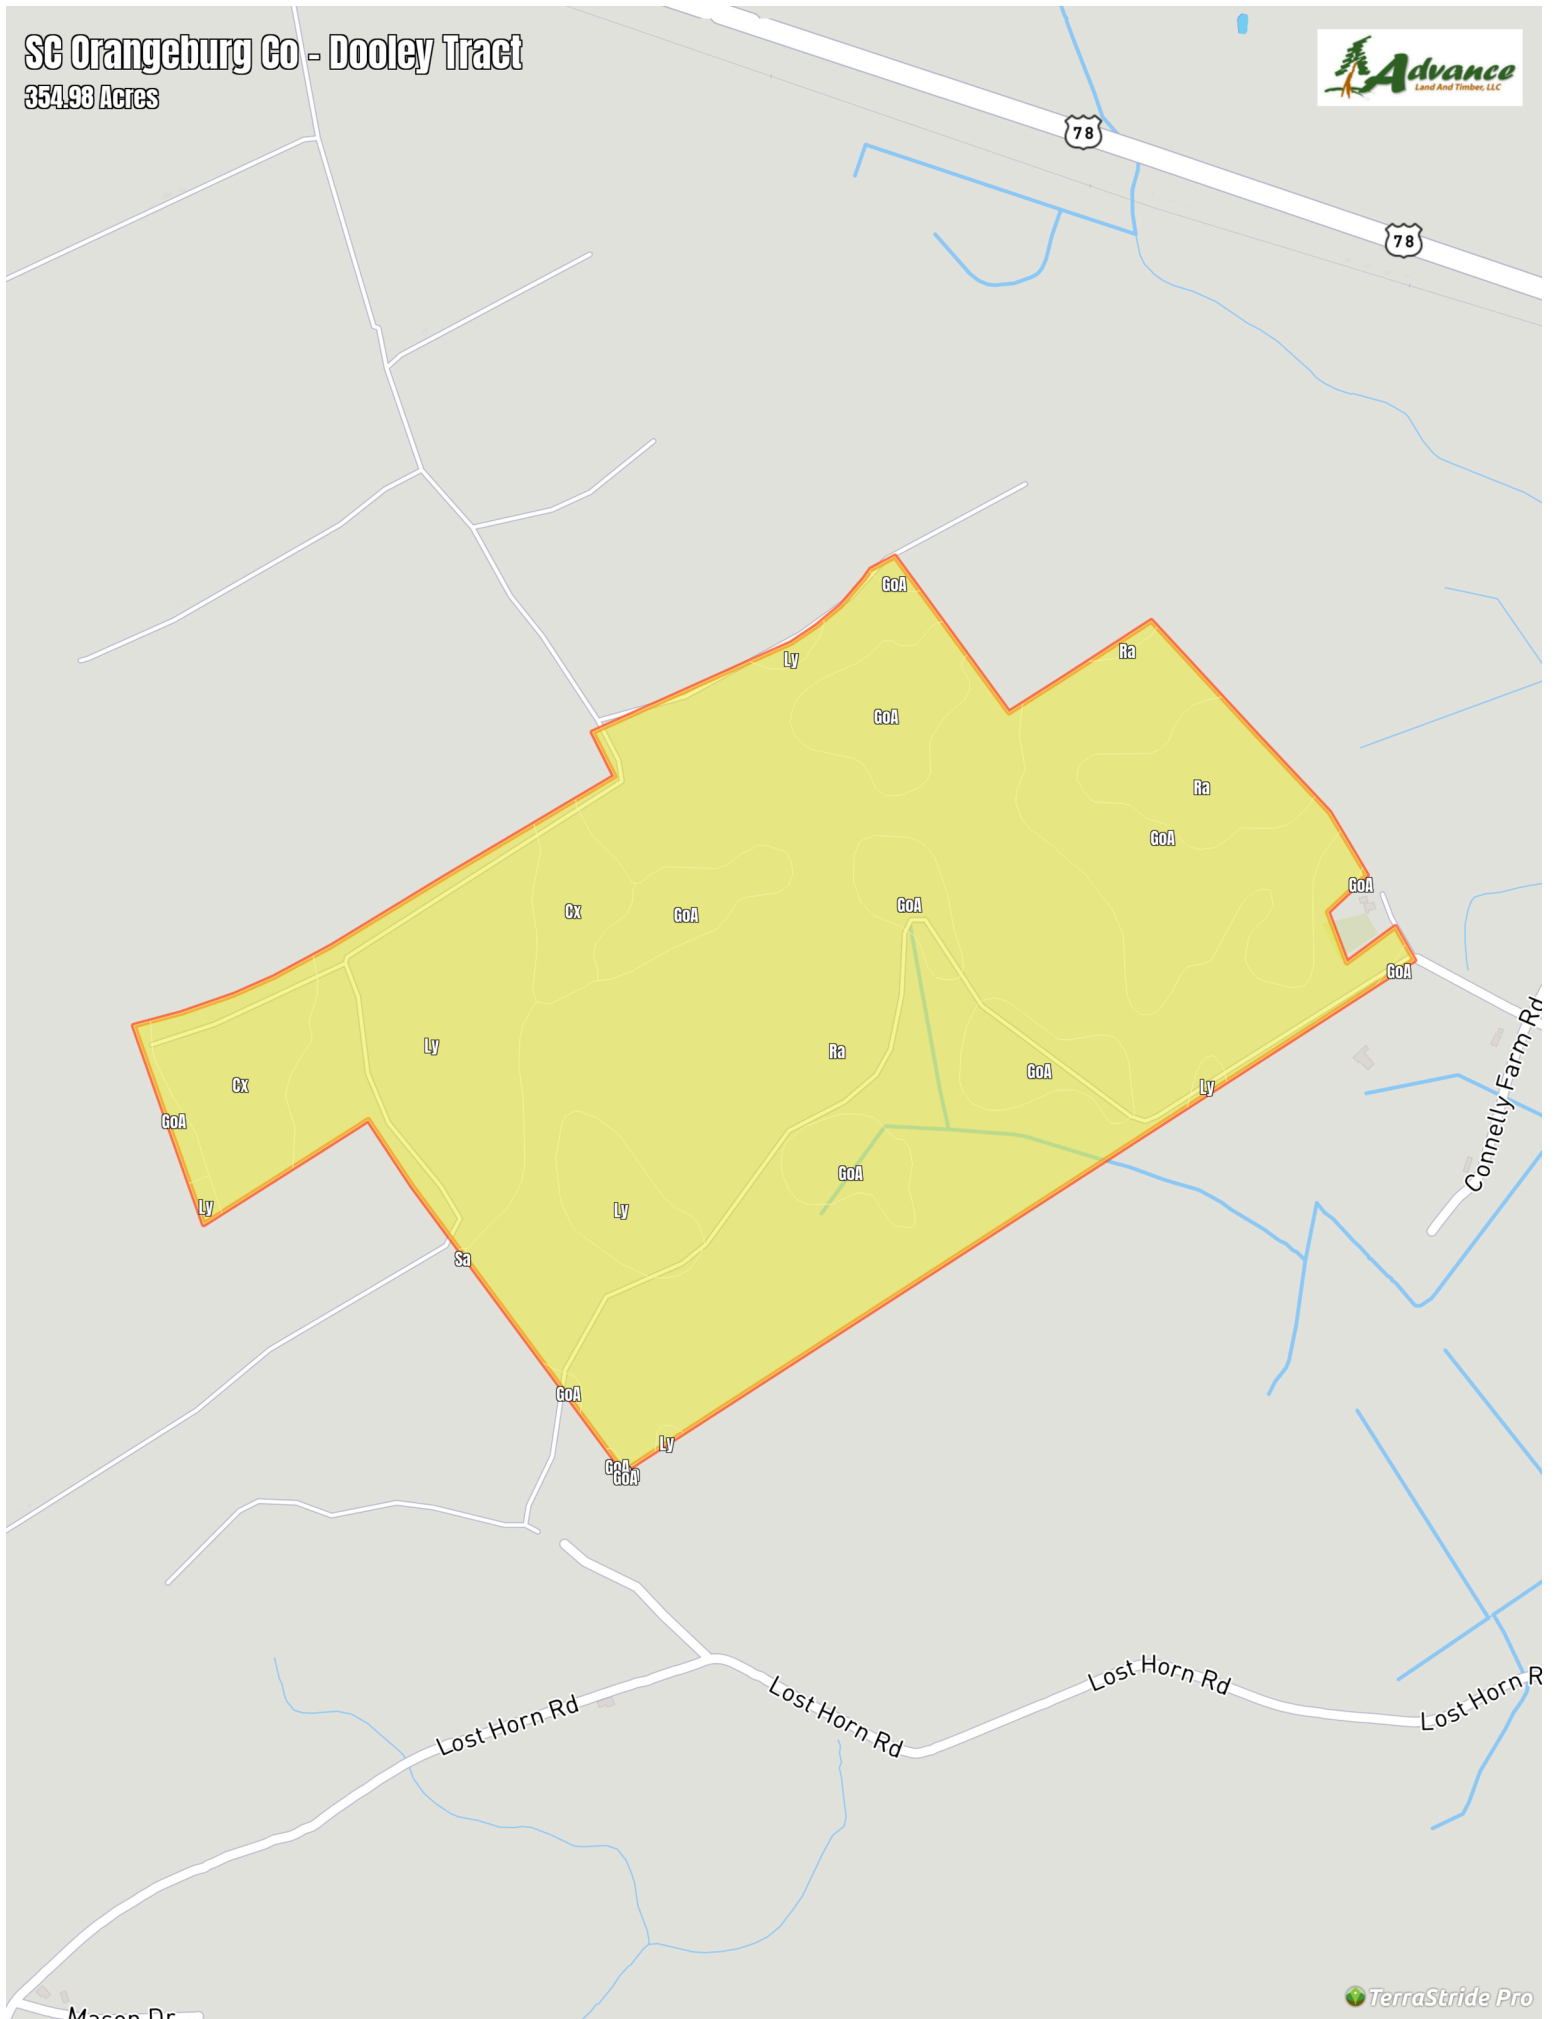 SC Orangeburg Co - Dooley Tract
354.98 Acres
Advance
Land And Timber, LLC
78
78
GoA
Ra
Ly
GoA
Ra
GoA
GoA
GoA
Cx
GoA
GoA
Ly
Ra
GoA
Cx
Ly
GoA
GoA
Ly
Ly
Sa
GoA
Ly
GoA
GoA
Connelly Farm Rd
Lost Horn Rd
Lost Horn Rd
Lost Horn Rd
Lost Horn R
Mason Dr
TerraStride Pro